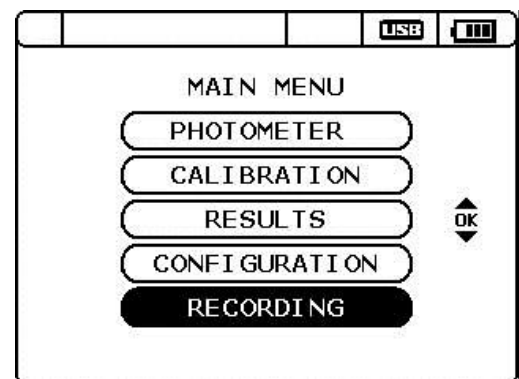 USB
MAIN MENU
PHOTOMETER
CALIBRATION
RESULTS
OK
CONFIGURATION
RECORDING